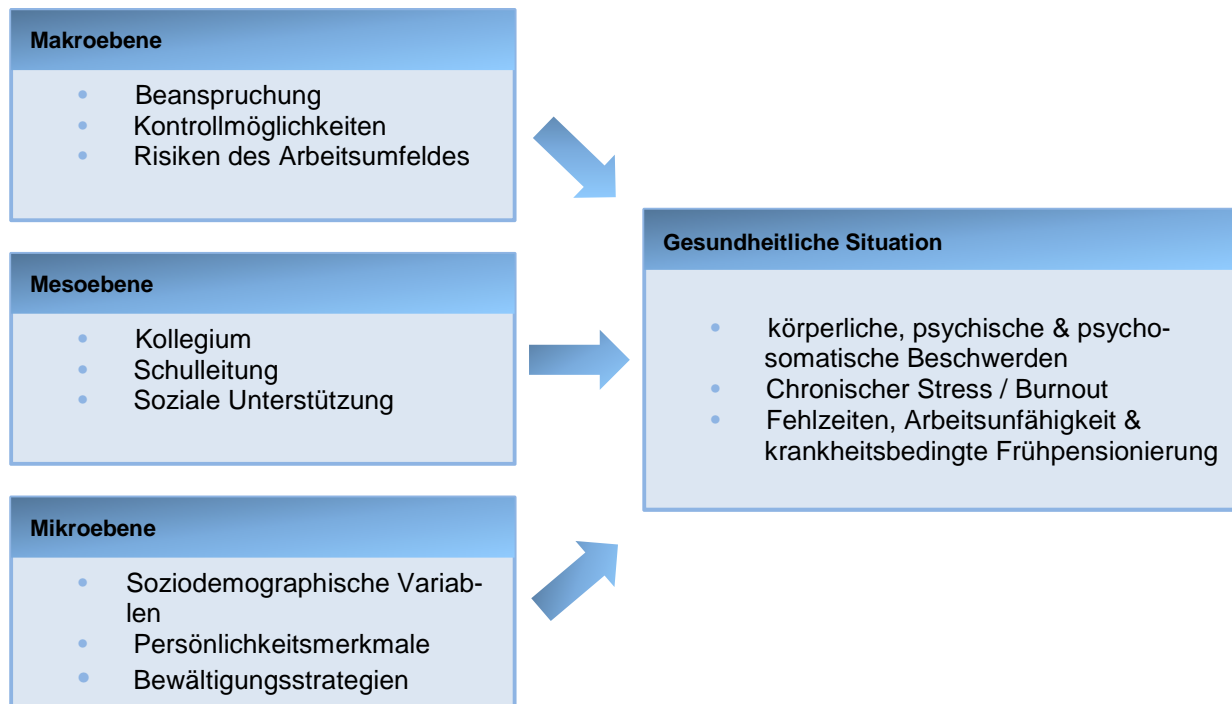 Makroebene
• Beanspruchung
• Kontrollmöglichkeiten
• Risiken des Arbeitsumfeldes
Mesoebene
• Kollegium
• Schulleitung
• Soziale Unterstützung
Mikroebene
• Soziodemographische Variab-
len
• Persönlichkeitsmerkmale
• Bewältigungsstrategien
Gesundheitliche Situation
• körperliche, psychische & psycho-
somatische Beschwerden
• Chronischer Stress / Burnout
• Fehlzeiten, Arbeitsunfähigkeit &
krankheitsbedingte Frühpensionierung